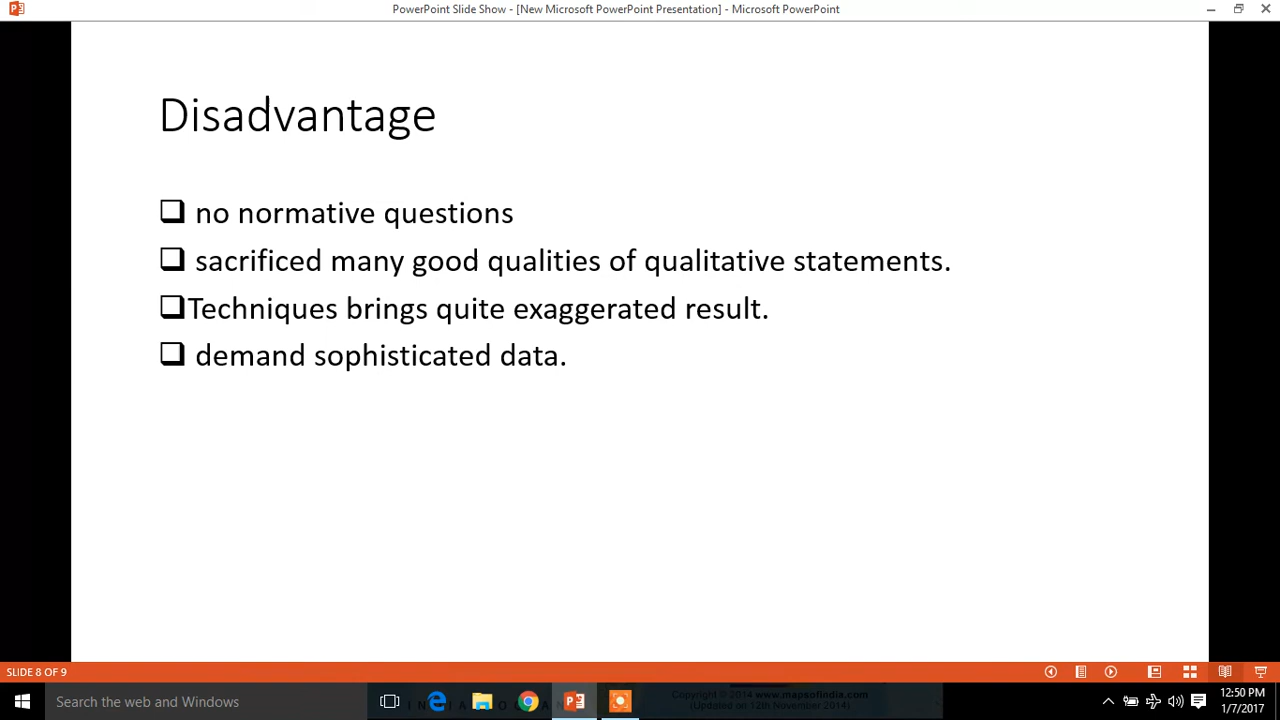 PowerPoint Slide Show - [New Microsoft PowerPoint Presentation] - Microsoft PowerPoint
Disadvantage
no normative questions
sacrificed many good qualities of qualitative statements.
Techniques brings quite exaggerated result.
demand sophisticated data.
SLIDE 8 OF 9
Search the web and Windows
I N D I A N O C A N
Copyright © 2014 www.mapsofindia.com
(Updated on 12th November 2014)
12:50 PM
1/7/2017